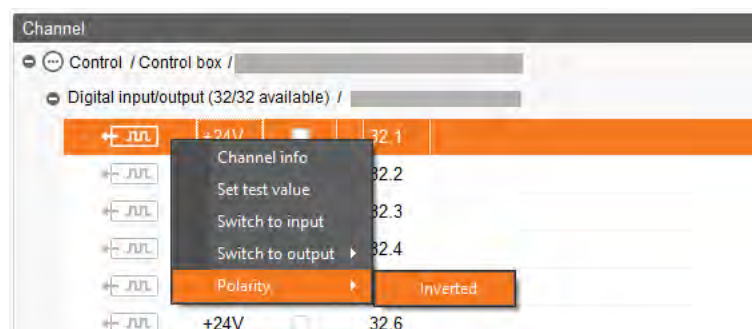 Channel
Control / Control box /
Digital input/output (32/32 available) /
+24V 32.1
Channel info
32.2
Set test value
Switch to input 32.3
Switch to output 32.4
Polarity Inverted
+24V 32.6